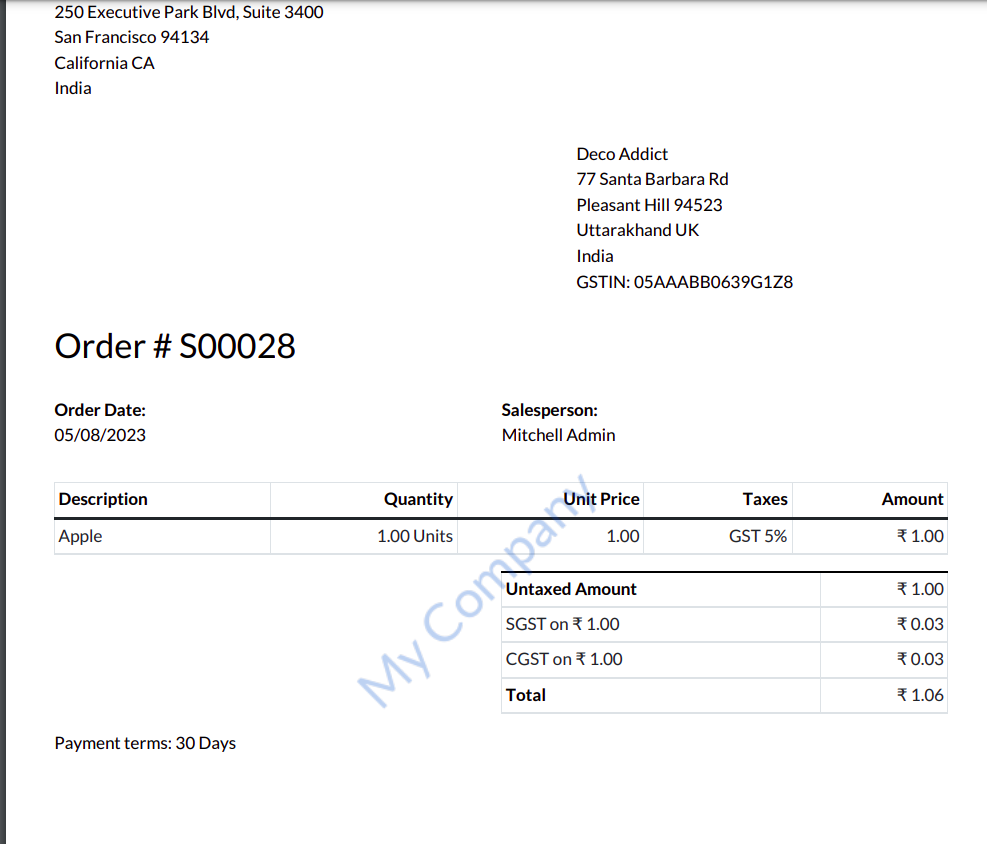 250 Executive Park Blvd, Suite 3400
San Francisco 94134
California CA
India
Deco Addict
77 Santa Barbara Rd
Pleasant Hill 94523
Uttarakhand UK
India
GSTIN: 05AAABB0639G1Z8
Order # S00028
Order Date: Salesperson:
05/08/2023 Mitchell Admin
Description Quantity Unit Price Taxes Amount
Apple 1.00 Units 1.00 GST 5% ₹ 1.00
Untaxed Amount ₹ 1.00
SGST on ₹ 1.00 ₹ 0.03
CGST on ₹ 1.00 ₹ 0.03
Total ₹ 1.06
My Company
Payment terms: 30 Days